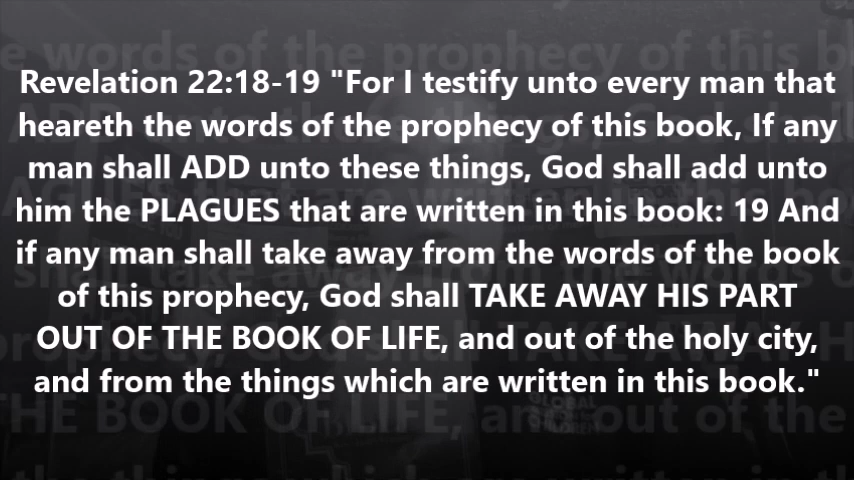 Revelation 22:18-19 "For I testify unto every man that
heareth the words of the prophecy of this book, If any
man shall ADD unto these things, God shall add unto
him the PLAGUES that are written in this book: 19 And
if any man shall take away from the words of the book
of this prophecy, God shall TAKE AWAY HIS PART
OUT OF THE BOOK OF LIFE, and out of the holy city,
and from the things which are written in this book."